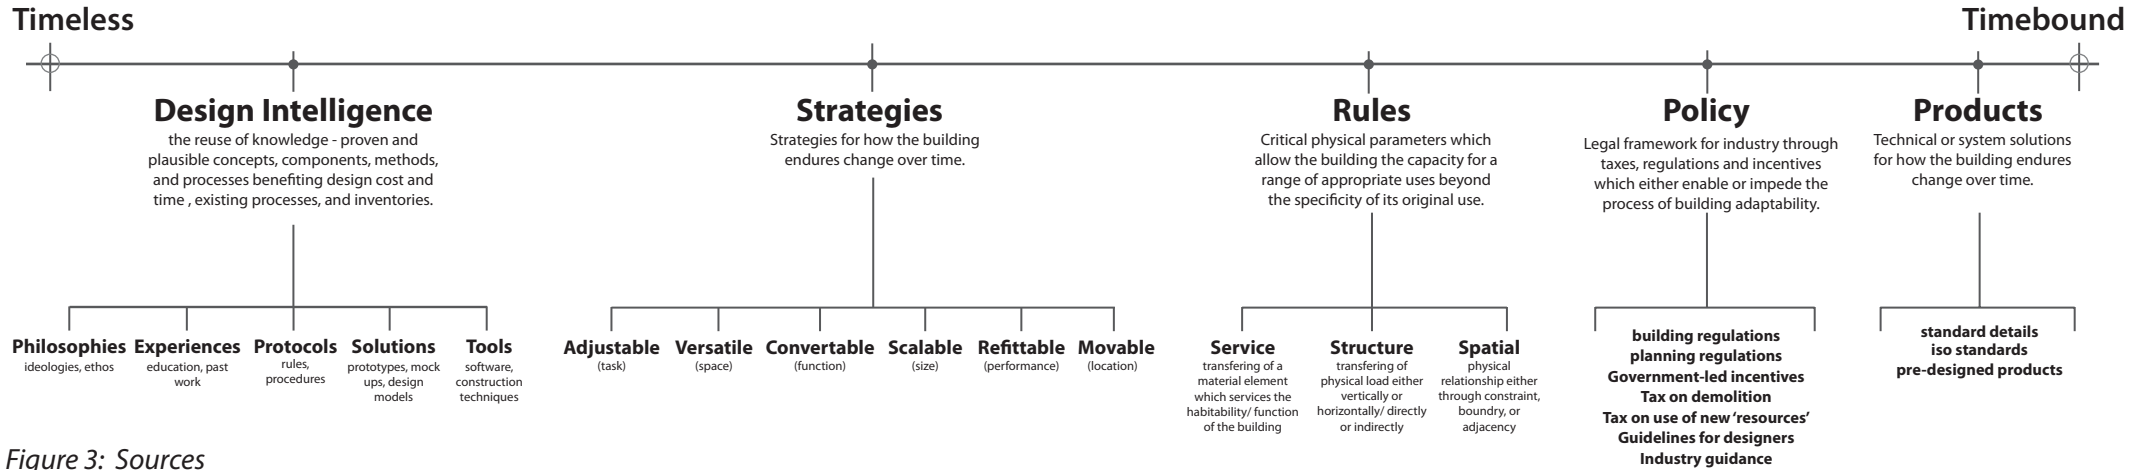 Timeless
Timebound
Design Intelligence
the reuse of knowledge - proven and
plausible concepts, components, methods,
and processes benefiting design cost and
time , existing processes, and inventories.
Philosophies
ideologies, ethos
Experiences
education, past
work
Protocols
rules,
procedures
Solutions
prototypes, mock
ups, design
models
Tools
software,
construction
techniques
Strategies
Strategies for how the building
endures change over time.
Adjustable
(task)
Versatile
(space)
Convertable
(function)
Scalable
(size)
Refittable
(performance)
Movable
(location)
Rules
Critical physical parameters which
allow the building the capacity for a
range of appropriate uses beyond
the specificity of its original use.
Service
transfering of a
material element
which services the
habitability/ function
of the building
Structure
transfering of
physical load either
vertically or
horizontally/ directly
or indirectly
Spatial
physical
relationship either
through constraint,
boundry, or
adjacency
Policy
Legal framework for industry through
taxes, regulations and incentives
which either enable or impede the
process of building adaptability.
building regulations
planning regulations
Government-led incentives
Tax on demolition
Tax on use of new ‘resources’
Guidelines for designers
Industry guidance
Products
Technical or system solutions
for how the building endures
change over time.
standard details
iso standards
pre-designed products
Figure 3: Sources